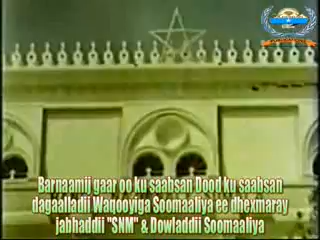 Barnaamij gaar oo ku saabsan Dood ku saabsan
dagaalladii Waqooyiga Soomaaliya ee dhexmaray
jabhaddii "SNM" & Dowladdii Soomaaliya